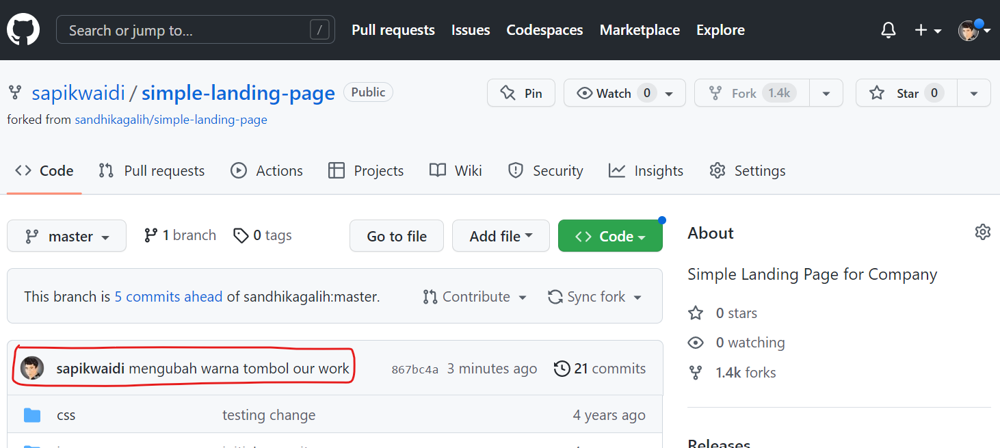 Search or jump to... /
Pull requests Issues Codespaces Marketplace Explore
sapikwaidi / simple-landing-page Public
Pin Watch 0 Fork 1.4k Star 0
forked from sandhikagalih/simple-landing-page
Code Pull requests Actions Projects Wiki Security Insights Settings
master 1 branch 0 tags Go to file Add file Code
About
Simple Landing Page for Company
This branch is 5 commits ahead of sandhikagalih:master. Contribute Sync fork
0 stars
0 watching
sapikwaidi mengubah warna tombol our work 867bc4a 3 minutes ago 21 commits
1.4k forks
css testing change 4 years ago
Releases